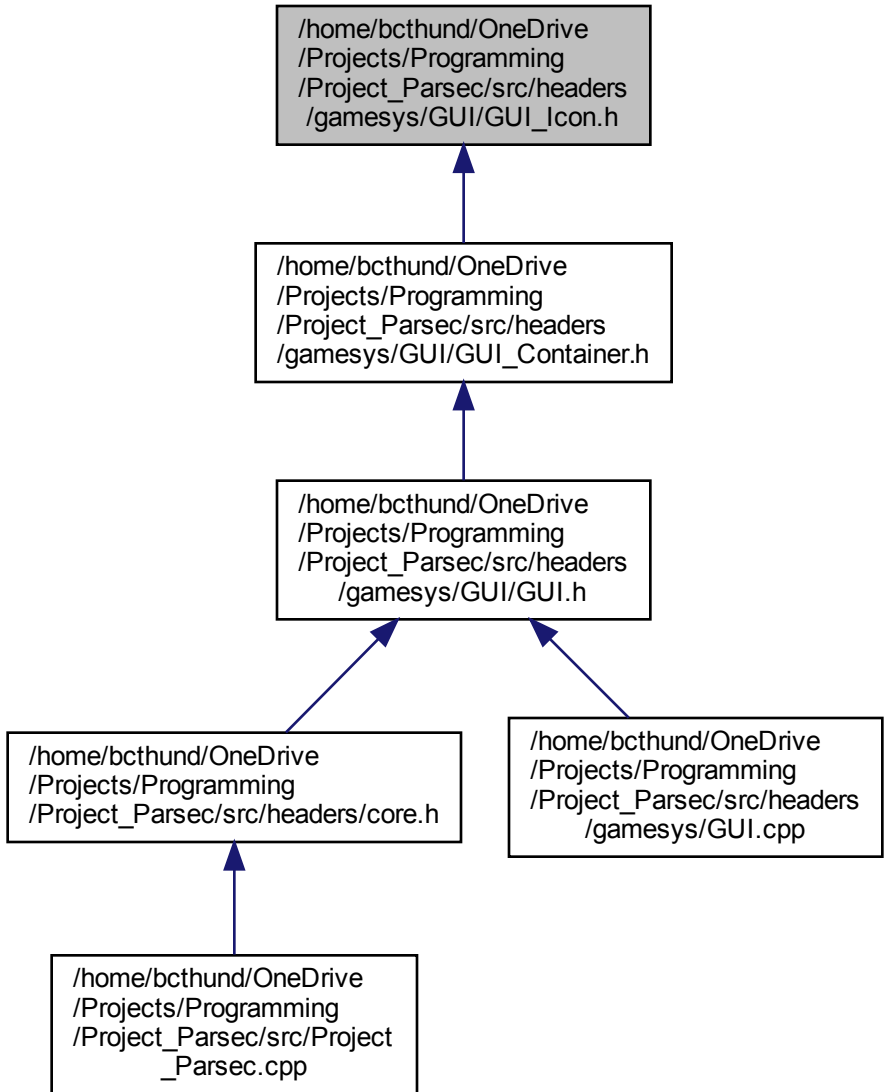 /home/bcthund/OneDrive
/Projects/Programming
/Project_Parsec/src/headers
/gamesys/GUI/GUI_Icon.h
/home/bcthund/OneDrive
/Projects/Programming
/Project_Parsec/src/headers
/gamesys/GUI/GUI_Container.h
/home/bcthund/OneDrive
/Projects/Programming
/Project_Parsec/src/headers
/gamesys/GUI/GUI.h
/home/bcthund/OneDrive
/Projects/Programming
/Project_Parsec/src/headers/core.h
/home/bcthund/OneDrive
/Projects/Programming
/Project_Parsec/src/headers
/gamesys/GUI.cpp
/home/bcthund/OneDrive
/Projects/Programming
/Project_Parsec/src/Project
_Parsec.cpp